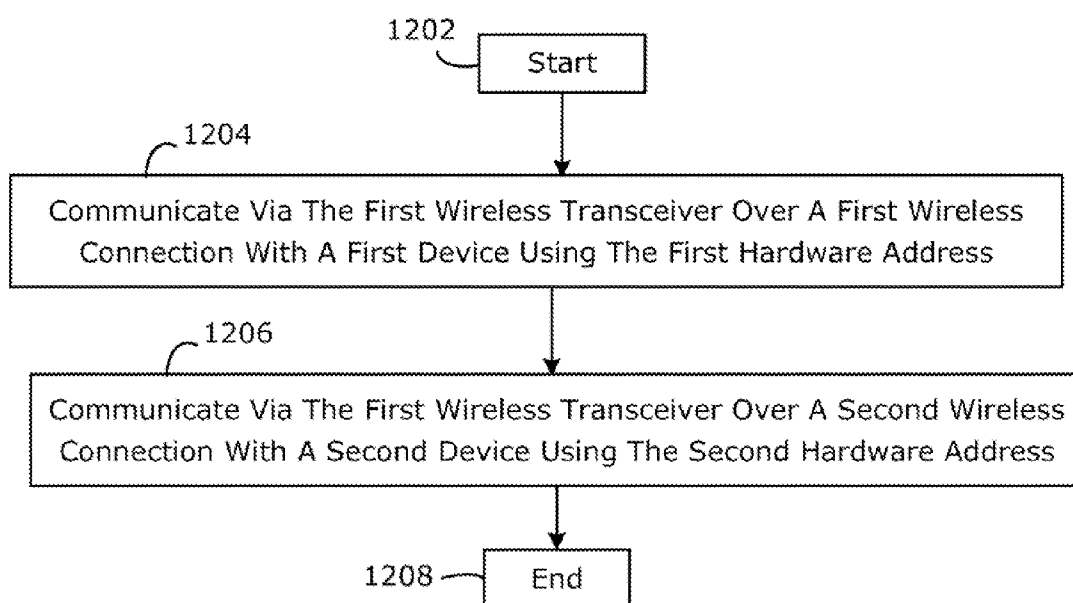 1202
Start
1204
Communicate Via The First Wireless Transceiver Over A First Wireless
Connection With A First Device Using The First Hardware Address
1206
Communicate Via The First Wireless Transceiver Over A Second Wireless
Connection With A Second Device Using The Second Hardware Address
1208
End